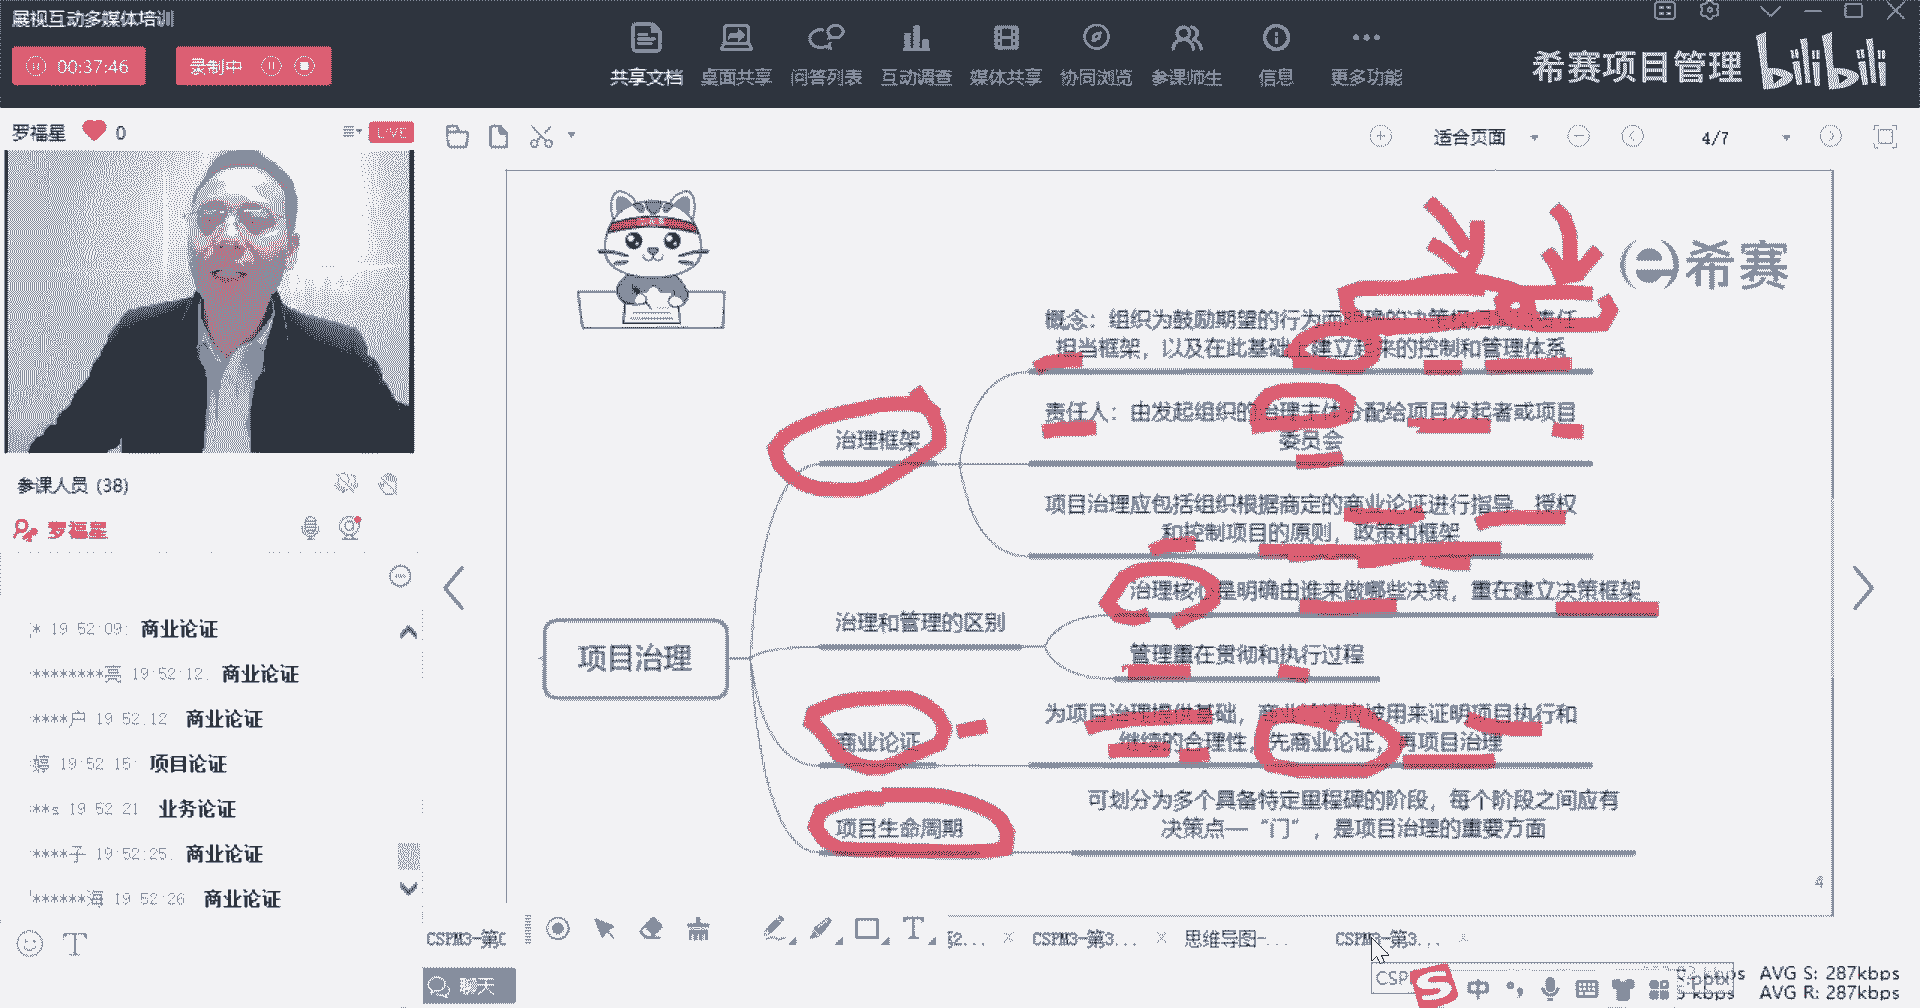 展视互动多媒体培训
00:37:46
录制中
共享文档
桌面共享
问答列表
互动调查
媒体共享
协同浏览
参课师生
信息
更多功能
希赛项目管理
bilibili
罗福星
0
LIVE
适合页面
4/7
参课人员 (38)
罗福星
19:52:09: 商业论证
********亮 19:52:12: 商业论证
****户 19:52:12 商业论证
婷 19:52:15: 项目论证
**s 19:52:21 业务论证
****子 19:52:25: 商业论证
******海 19:52:26 商业论证
希赛
概念：组织为鼓励期望的行为而明确的决策权归属和责任
担当框架，以及在此基础上建立起来的控制和管理体系
责任人：由发起组织的治理主体分配给项目发起者或项目
委员会
治理框架
项目治理应包括组织根据商定的商业论证进行指导、授权
和控制项目的原则，政策和框架
治理核心是明确由谁来做哪些决策，重在建立决策框架
治理和管理的区别
管理重在贯彻和执行过程
项目治理
为项目治理提供基础，商业论证应被用来证明项目执行和
继续的合理性，先商业论证，再项目治理
商业论证
可划分为多个具备特定里程碑的阶段，每个阶段之间应有
决策点—“门”，是项目治理的重要方面
项目生命周期
4
CSPM3-第
CSPM3-第3...
思维导图-...
CSPM3-第3...
聊天
CSP
中
AVG S: 287kbps
AVG R: 287kbps